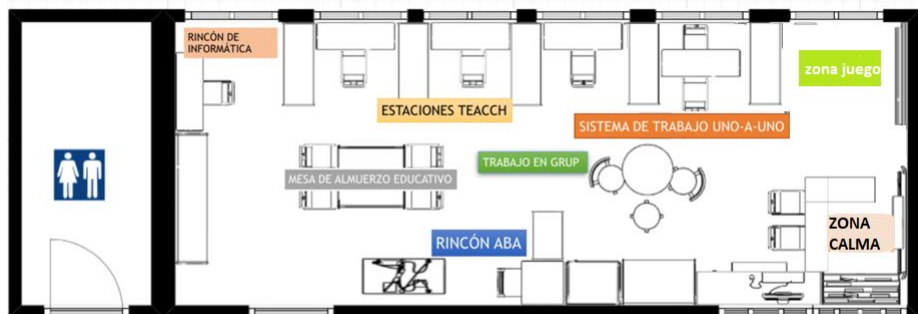 RINCÓN DE
INFORMÁTICA
zona juego
ESTACIONES TEACCH
SISTEMA DE TRABAJO UNO-A-UNO
TRABAJO EN GRUP
MESA DE ALMUERZO EDUCATIVO
ZONA
CALMA
RINCÓN ABA